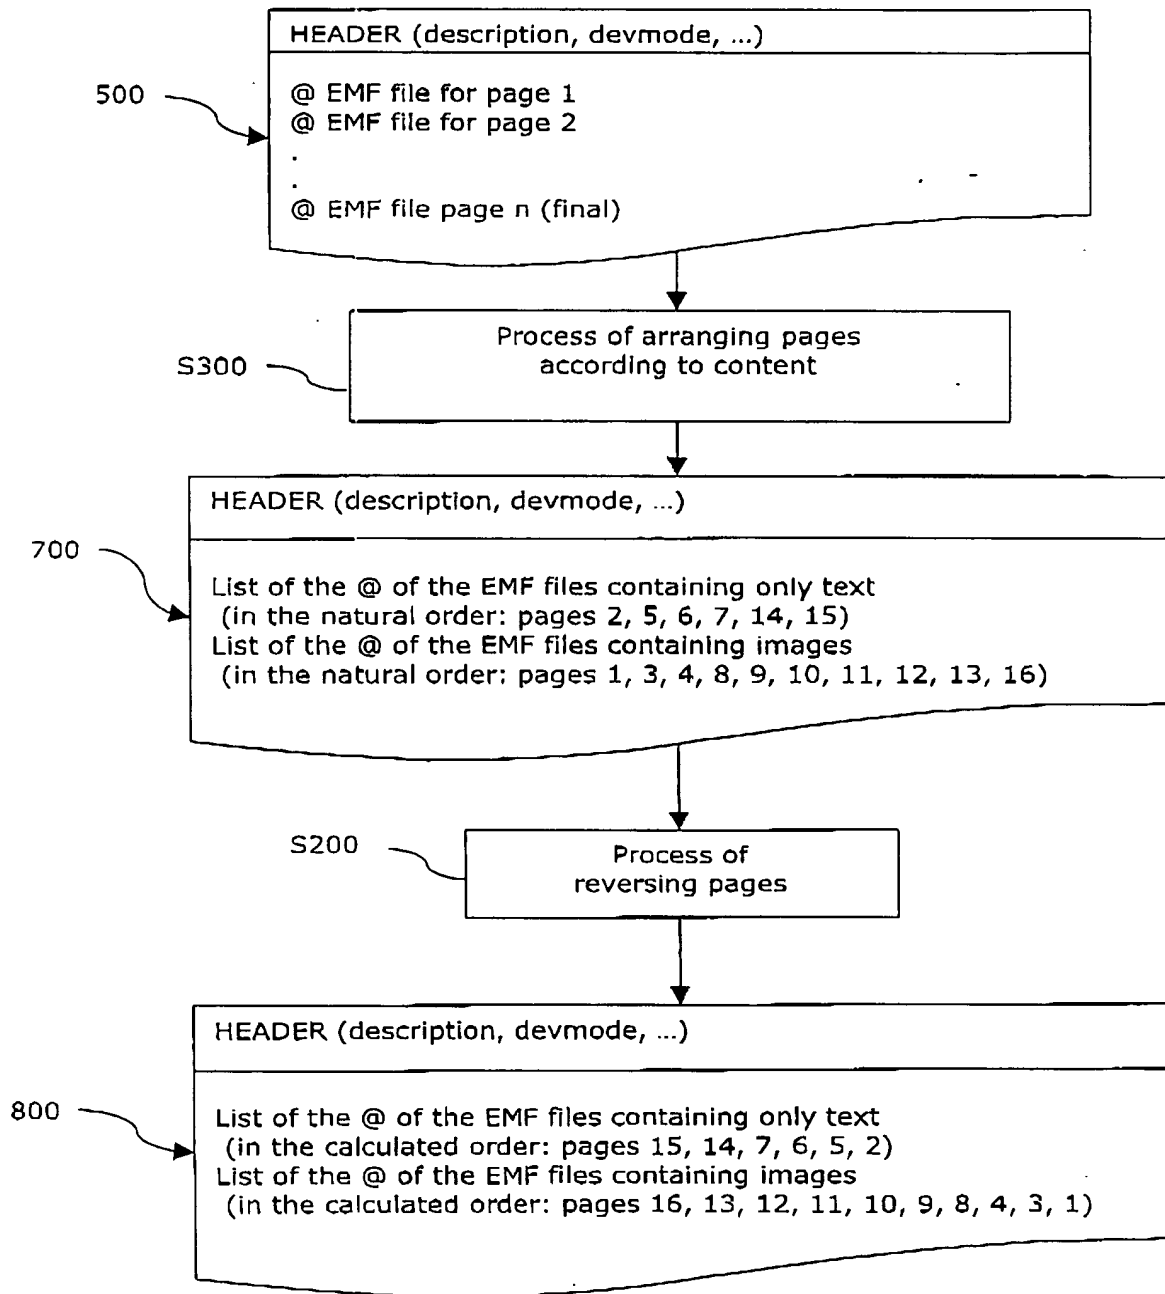 HEADER (description, devmode, ...)
500
@ EMF file for page 1
@ EMF file for page 2
.
.
@ EMF file page n (final)
S300
Process of arranging pages
according to content
HEADER (description, devmode, ...)
700
List of the @ of the EMF files containing only text
(in the natural order: pages 2, 5, 6, 7, 14, 15)
List of the @ of the EMF files containing images
(in the natural order: pages 1, 3, 4, 8, 9, 10, 11, 12, 13, 16)
S200
Process of
reversing pages
HEADER (description, devmode, ...)
800
List of the @ of the EMF files containing only text
(in the calculated order: pages 15, 14, 7, 6, 5, 2)
List of the @ of the EMF files containing images
(in the calculated order: pages 16, 13, 12, 11, 10, 9, 8, 4, 3, 1)